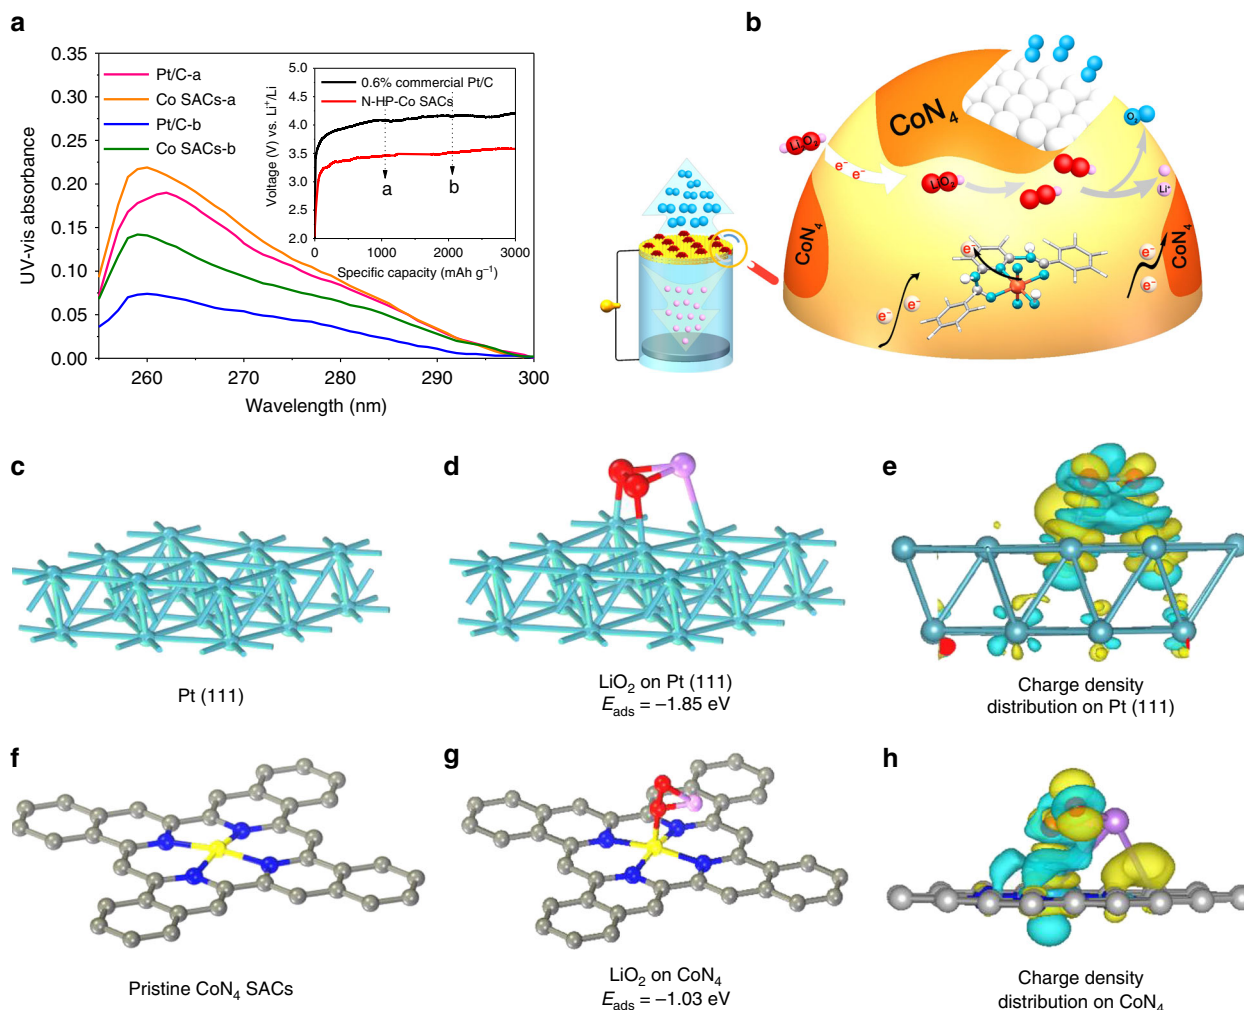 a
0.35
0.30
0.25
0.20
0.15
0.10
0.05
0.00
UV-vis absorbance
260
270
280
290
300
Wavelength (nm)
Pt/C-a
Co SACs-a
Pt/C-b
Co SACs-b
5.0
4.5
4.0
3.5
3.0
2.5
2.0
Voltage (V) vs. Li⁺/Li
0.6% commercial Pt/C
N-HP-Co SACs
a
b
0
1000
2000
3000
Specific capacity (mAh g⁻¹)
b
CoN₄
O₂
Li₂O₂
e⁻
e⁻
LiO₂
Li⁺
CoN₄
CoN₄
e⁻
e⁻
e⁻
e⁻
e⁻
c
Pt (111)
d
LiO₂ on Pt (111)
E_ads = –1.85 eV
e
Charge density
distribution on Pt (111)
f
Pristine CoN₄ SACs
g
LiO₂ on CoN₄
E_ads = –1.03 eV
h
Charge density
distribution on CoN₄